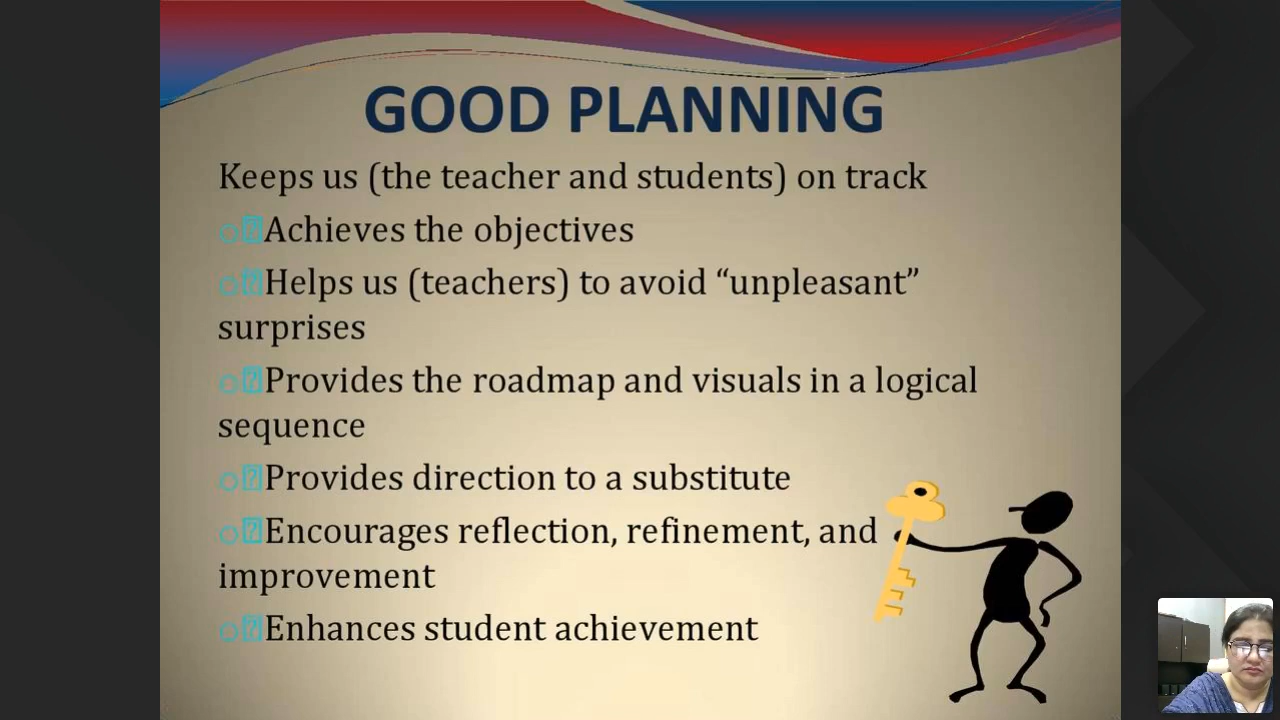 GOOD PLANNING
Keeps us (the teacher and students) on track
Achieves the objectives
Helps us (teachers) to avoid “unpleasant”
surprises
Provides the roadmap and visuals in a logical
sequence
Provides direction to a substitute
Encourages reflection, refinement, and
improvement
Enhances student achievement